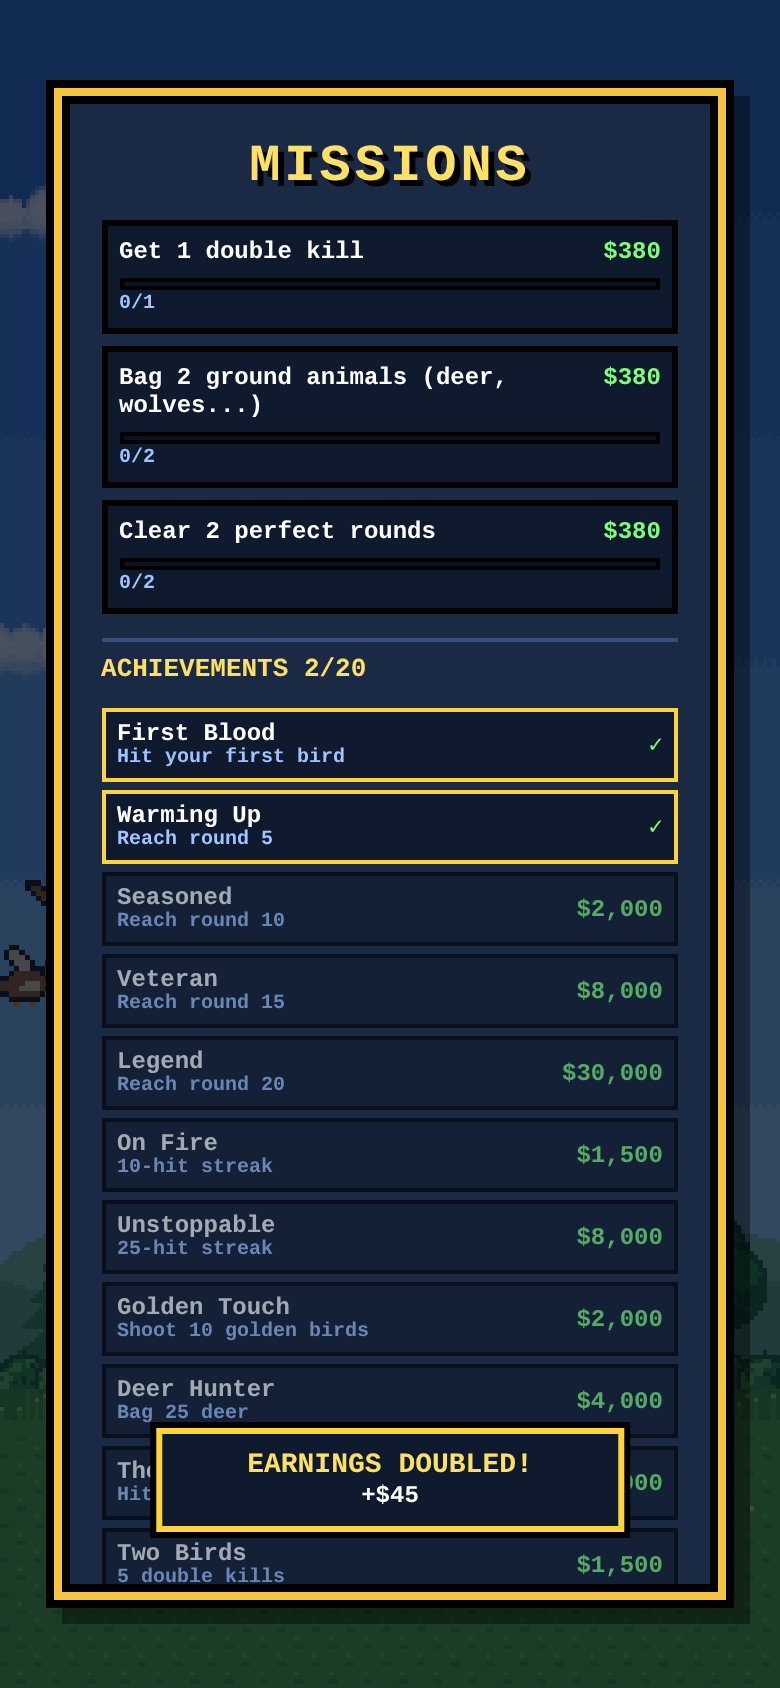 MISSIONS
Get 1 double kill $380
0/1
Bag 2 ground animals (deer, $380
wolves...)
0/2
Clear 2 perfect rounds $380
0/2
ACHIEVEMENTS 2/20
First Blood
Hit your first bird ✓
Warming Up
Reach round 5 ✓
Seasoned
Reach round 10 $2,000
Veteran
Reach round 15 $8,000
Legend
Reach round 20 $30,000
On Fire
10-hit streak $1,500
Unstoppable
25-hit streak $8,000
Golden Touch
Shoot 10 golden birds $2,000
Deer Hunter
Bag 25 deer $4,000
Hit
EARNINGS DOUBLED!
+$45
Two Birds
5 double kills $1,500